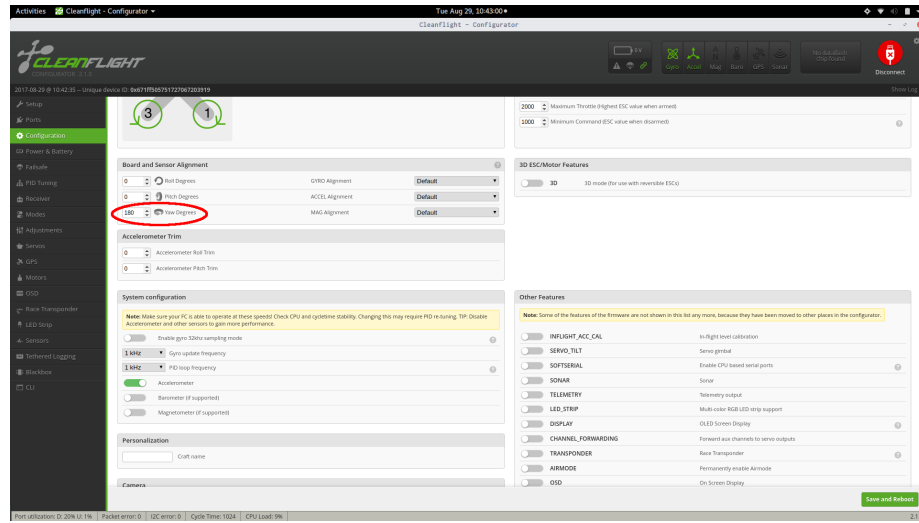 Activities Cleanflight - Configurator Tue Aug 29, 10:43:00
Cleanflight - Configurator
CLEANFLIGHT
CONFIGURATOR 2.1.0
0 V
Gyro Accel Mag Baro GPS Sonar
No dataflash chip found
Disconnect
2017-08-29 @ 10:42:35 -- Unique device ID: 0x671ff505751727067203919
Show Log
Setup
Ports
Configuration
Power & Battery
Failsafe
PID Tuning
Receiver
Modes
Adjustments
Servos
GPS
Motors
OSD
Race Transponder
LED Strip
Sensors
Tethered Logging
Blackbox
CLI
3 1
2000 Maximum Throttle (Highest ESC value when armed)
1000 Minimum Command (ESC value when disarmed)
Board and Sensor Alignment
0 Roll Degrees GYRO Alignment Default
0 Pitch Degrees ACCEL Alignment Default
180 Yaw Degrees MAG Alignment Default
3D ESC/Motor Features
3D 3D mode (for use with reversible ESCs)
Accelerometer Trim
0 Accelerometer Roll Trim
0 Accelerometer Pitch Trim
System configuration
Note: Make sure your FC is able to operate at these speeds! Check CPU and cycletime stability. Changing this may require PID re-tuning. TIP: Disable
Accelerometer and other sensors to gain more performance.
Enable gyro 32khz sampling mode
1 kHz Gyro update frequency
1 kHz PID loop frequency
Accelerometer
Barometer (if supported)
Magnetometer (if supported)
Personalization
Craft name
Camera
Other Features
Note: Some of the features of the firmware are not shown in this list any more, because they have been moved to other places in the configurator.
INFLIGHT_ACC_CAL In-flight level calibration
SERVO_TILT Servo gimbal
SOFTSERIAL Enable CPU based serial ports
SONAR Sonar
TELEMETRY Telemetry output
LED_STRIP Multi-color RGB LED strip support
DISPLAY OLED Screen Display
CHANNEL_FORWARDING Forward aux channels to servo outputs
TRANSPONDER Race Transponder
AIRMODE Permanently enable Airmode
OSD On Screen Display
Save and Reboot
Port utilization: D: 20% U: 1% Packet error: 0 I2C error: 0 Cycle Time: 1024 CPU Load: 9%